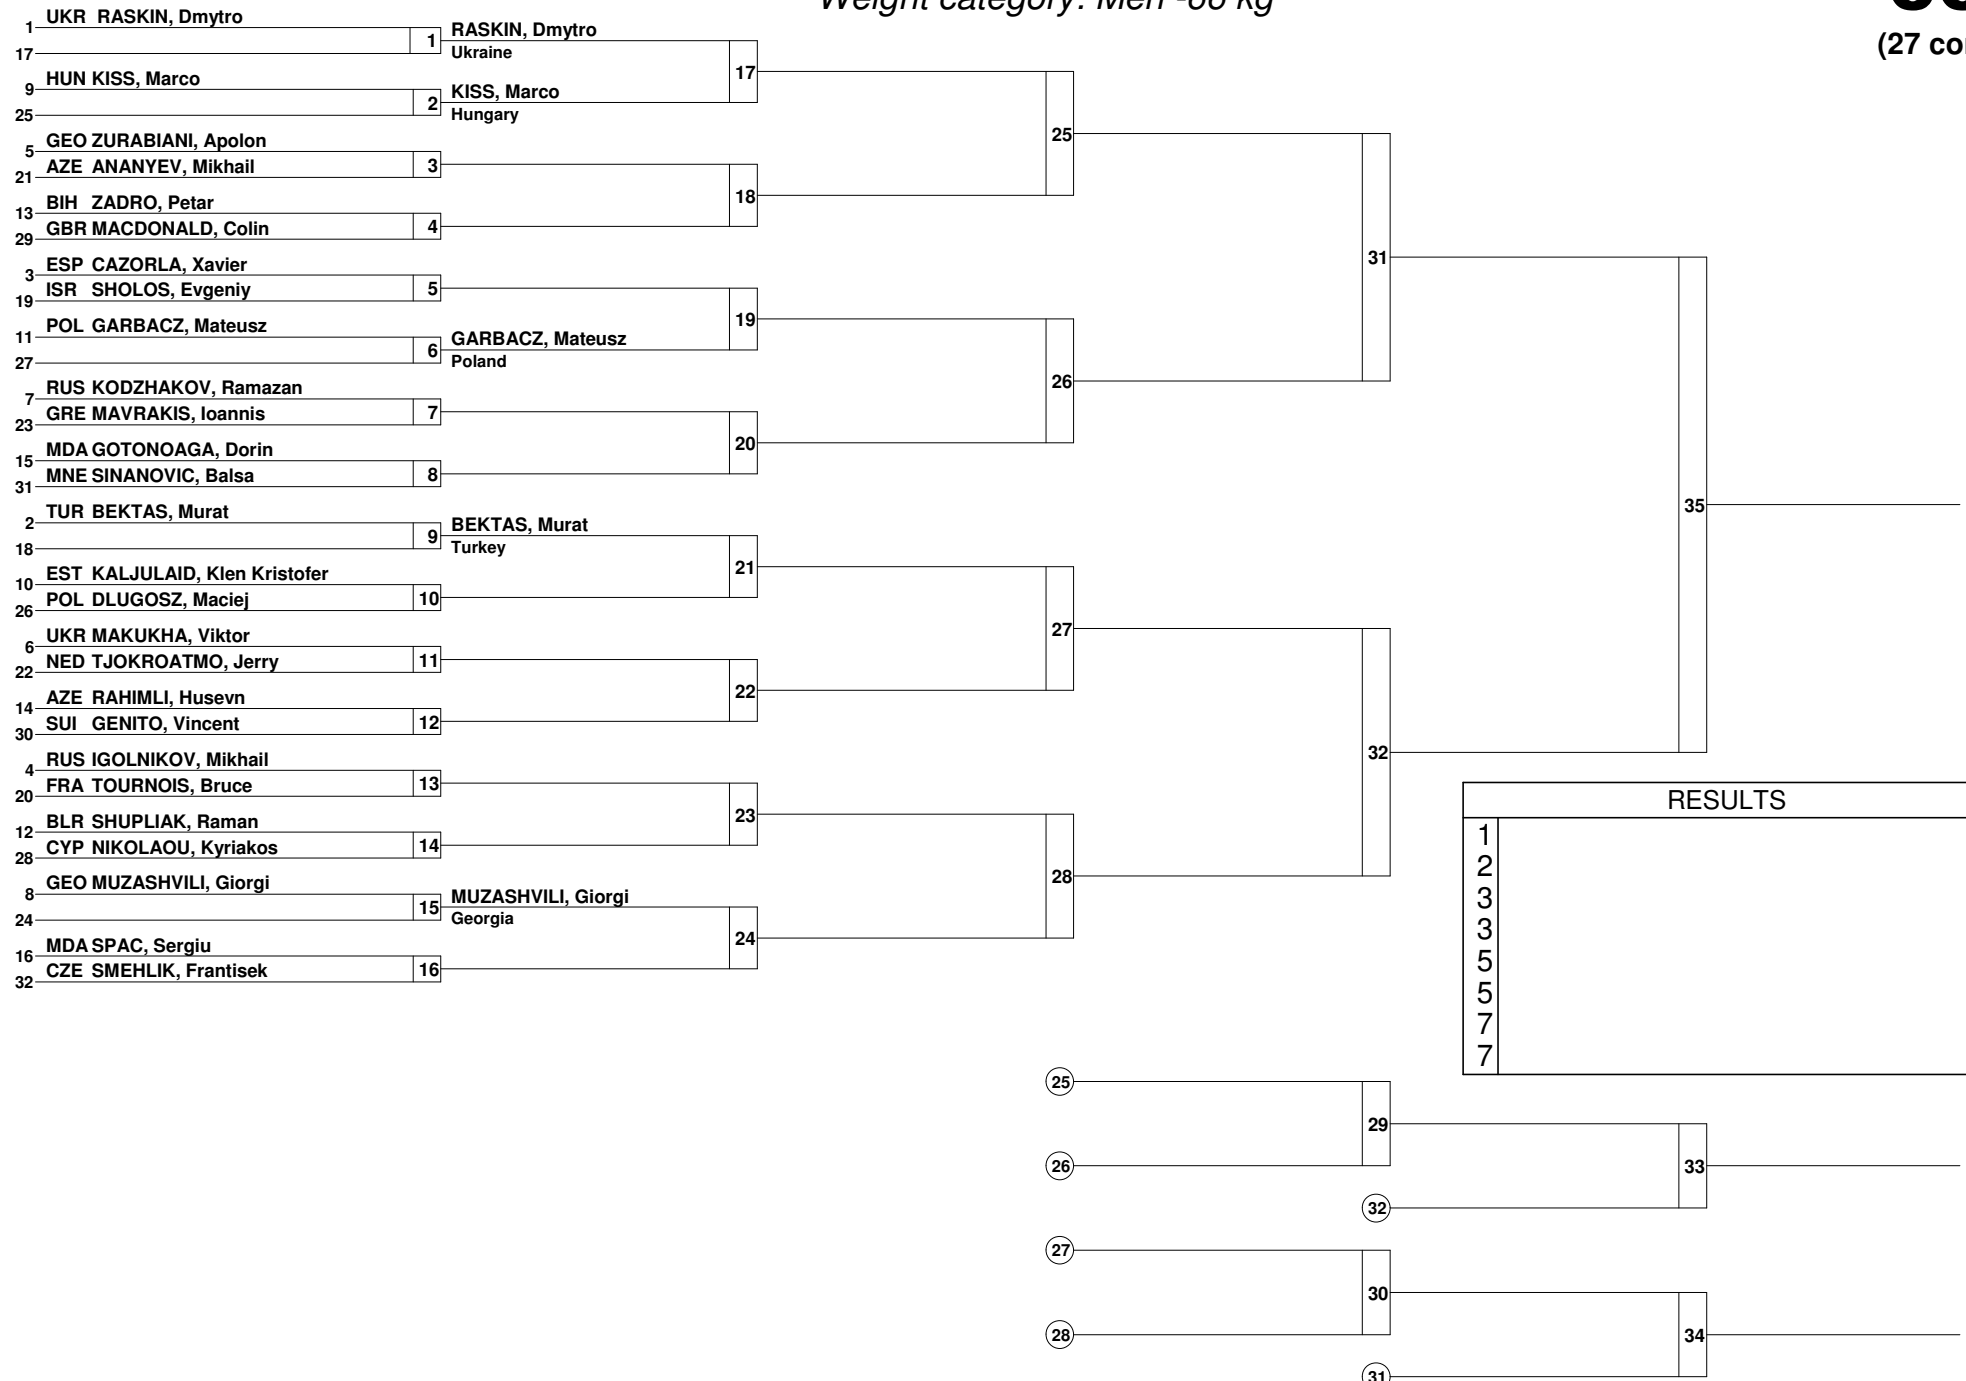 Weight category: Men -66 kg
(27 co
1 UKR RASKIN, Dmytro
17
1 RASKIN, Dmytro
Ukraine
9 HUN KISS, Marco
25
2 KISS, Marco
Hungary
17
5 GEO ZURABIANI, Apolon
21 AZE ANANYEV, Mikhail
3
13 BIH ZADRO, Petar
29 GBR MACDONALD, Colin
4
18
25
3 ESP CAZORLA, Xavier
19 ISR SHOLOS, Evgeniy
5
11 POL GARBACZ, Mateusz
27
6 GARBACZ, Mateusz
Poland
19
7 RUS KODZHAKOV, Ramazan
23 GRE MAVRAKIS, Ioannis
7
15 MDA GOTONOAGA, Dorin
31 MNE SINANOVIC, Balsa
8
20
26
31
2 TUR BEKTAS, Murat
18
9 BEKTAS, Murat
Turkey
10 EST KALJULAID, Klen Kristofer
26 POL DLUGOSZ, Maciej
10
21
6 UKR MAKUKHA, Viktor
22 NED TJOKROATMO, Jerry
11
14 AZE RAHIMLI, Husevn
30 SUI GENITO, Vincent
12
22
27
4 RUS IGOLNIKOV, Mikhail
20 FRA TOURNOIS, Bruce
13
12 BLR SHUPLIAK, Raman
28 CYP NIKOLAOU, Kyriakos
14
23
8 GEO MUZASHVILI, Giorgi
24
15 MUZASHVILI, Giorgi
Georgia
16 MDA SPAC, Sergiu
32 CZE SMEHLIK, Frantisek
16
24
28
32
35
RESULTS
1
2
3
3
5
5
7
7
25
26
29
32
33
27
28
30
31
34